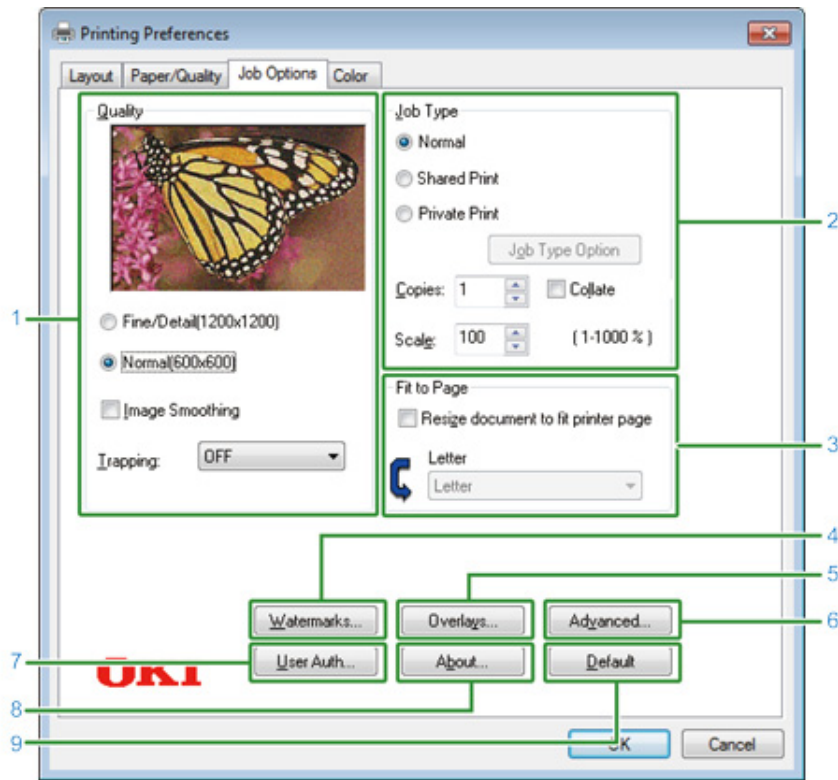 Printing Preferences
Layout Paper/Quality Job Options Color
Quality
1
Fine/Detail(1200x1200)
Normal(600x600)
Image Smoothing
Trapping: OFF
Job Type
Normal
Shared Print
Private Print
2
Job Type Option
Copies: 1 Collate
Scale: 100 (1-1000 %)
Fit to Page
Resize document to fit printer page
3
Letter
Letter
4
5
Watermarks... Overlays... Advanced...
6
7
User Auth... About... Default
OKI
8
9
OK Cancel